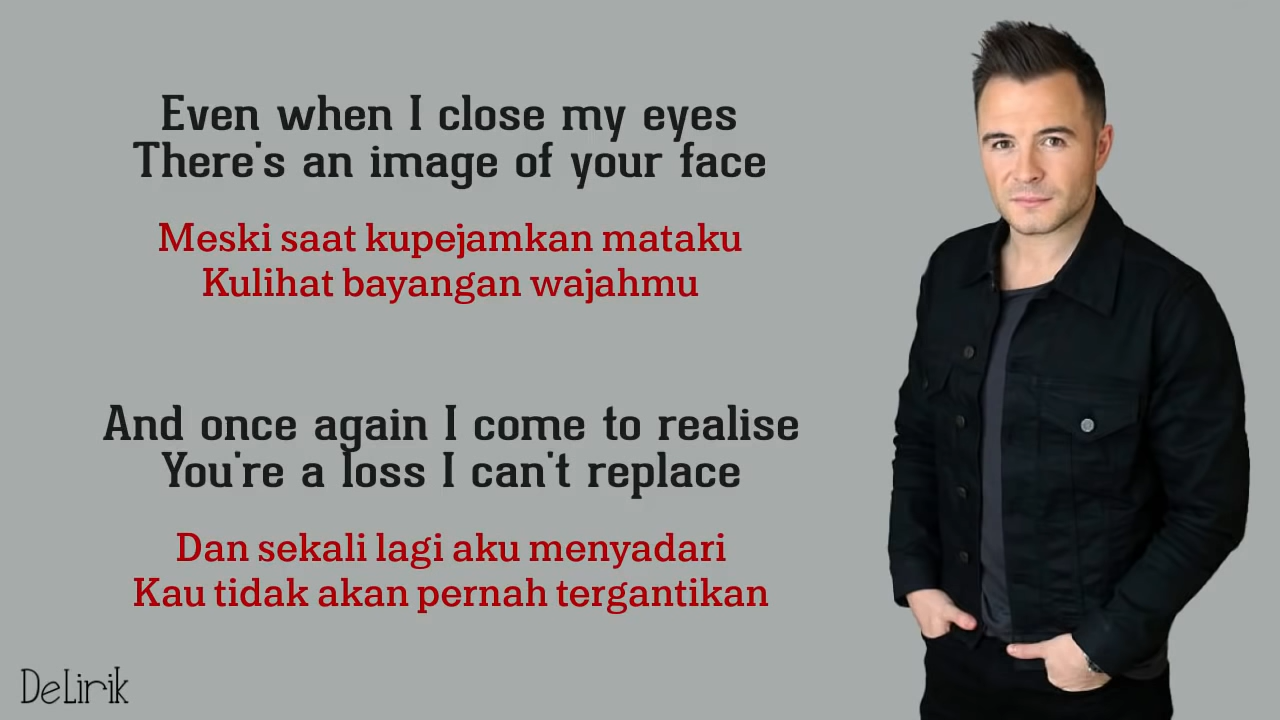 Even when I close my eyes
There's an image of your face
Meski saat kupejamkan mataku
Kulihat bayangan wajahmu
And once again I come to realise
You're a loss I can't replace
Dan sekali lagi aku menyadari
Kau tidak akan pernah tergantikan
DeLirik